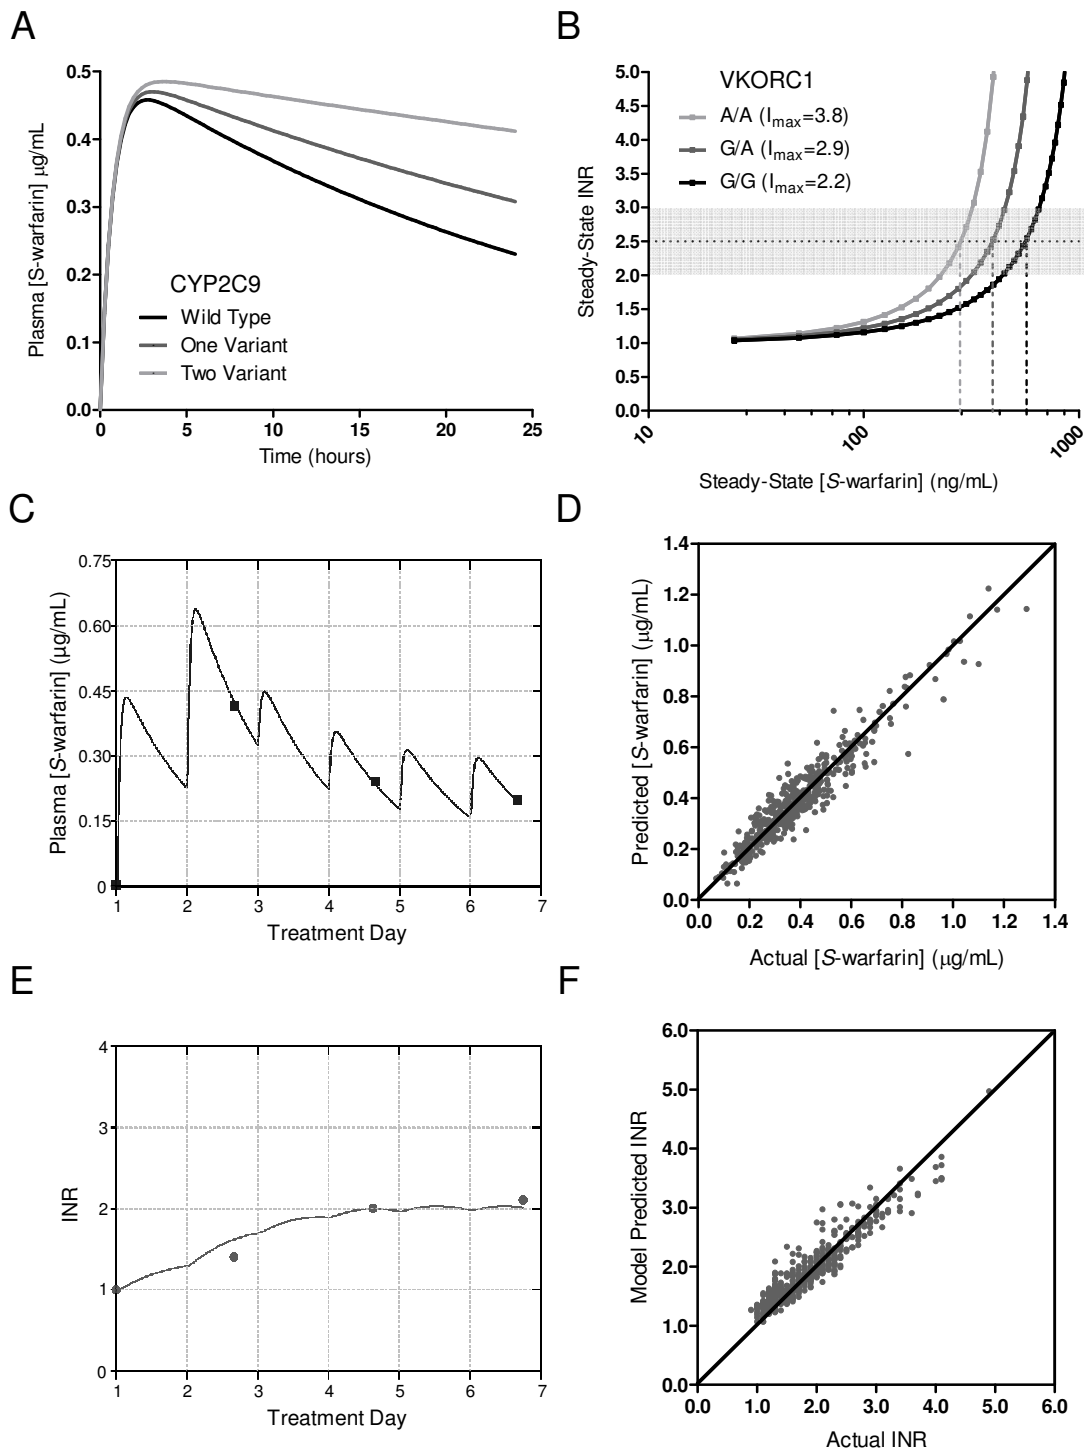 A
Plasma [S-warfarin] μg/mL
0.5
0.4
0.3
0.2
0.1
0.0
CYP2C9
Wild Type
One Variant
Two Variant
0 5 10 15 20 25
Time (hours)
B
Steady-State INR
5.0
4.5
4.0
3.5
3.0
2.5
2.0
1.5
1.0
0.5
0.0
VKORC1
A/A (Imax=3.8)
G/A (Imax=2.9)
G/G (Imax=2.2)
10 100 1000
Steady-State [S-warfarin] (ng/mL)
C
Plasma [S-warfarin] (μg/mL)
0.75
0.60
0.45
0.30
0.15
0
1 2 3 4 5 6 7
Treatment Day
D
Predicted [S-warfarin] (μg/mL)
1.4
1.2
1.0
0.8
0.6
0.4
0.2
0.0
0.0 0.2 0.4 0.6 0.8 1.0 1.2 1.4
Actual [S-warfarin] (μg/mL)
E
INR
4
3
2
1
0
1 2 3 4 5 6 7
Treatment Day
F
Model Predicted INR
6.0
5.0
4.0
3.0
2.0
1.0
0.0
0.0 1.0 2.0 3.0 4.0 5.0 6.0
Actual INR